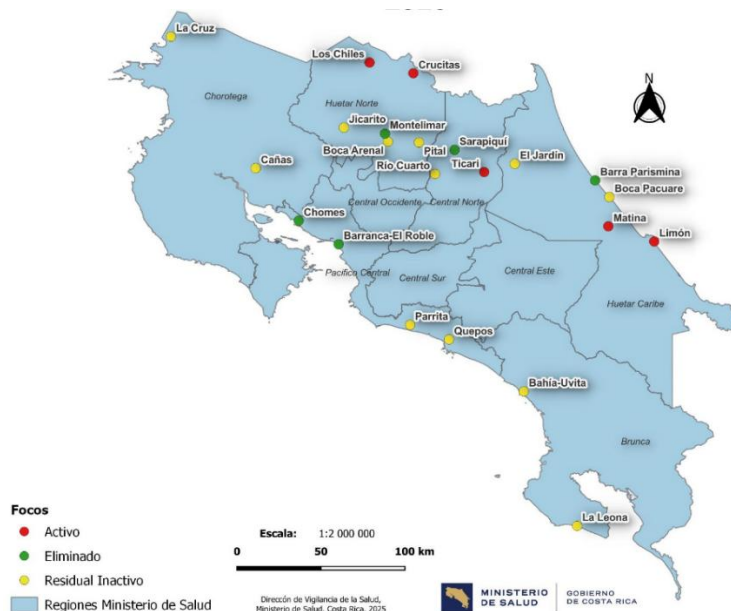 La Cruz
Los Chiles
Crucitas
N
Chorotega
Huetar Norte
Jicarito
Montelimar
Boca Arenal
Pital
Sarapiquí
Río Cuarto
Ticari
El Jardín
Cañas
Barra Parismina
Boca Pacuare
Central Occidente
Central Norte
Chomes
Matina
Limón
Barranca-El Roble
Pacífico Central
Central Sur
Central Este
Huetar Caribe
Parrita
Quepos
Bahía-Uvita
Brunca
La Leona
Focos
Activo
Eliminado
Residual Inactivo
Regiones Ministerio de Salud
Escala: 1:2 000 000
0 50 100 km
Direccón de Vigilancia de la Salud,
Ministerio de Salud, Costa Rica, 2025
MINISTERIO
DE SALUD
GOBIERNO
DE COSTA RICA